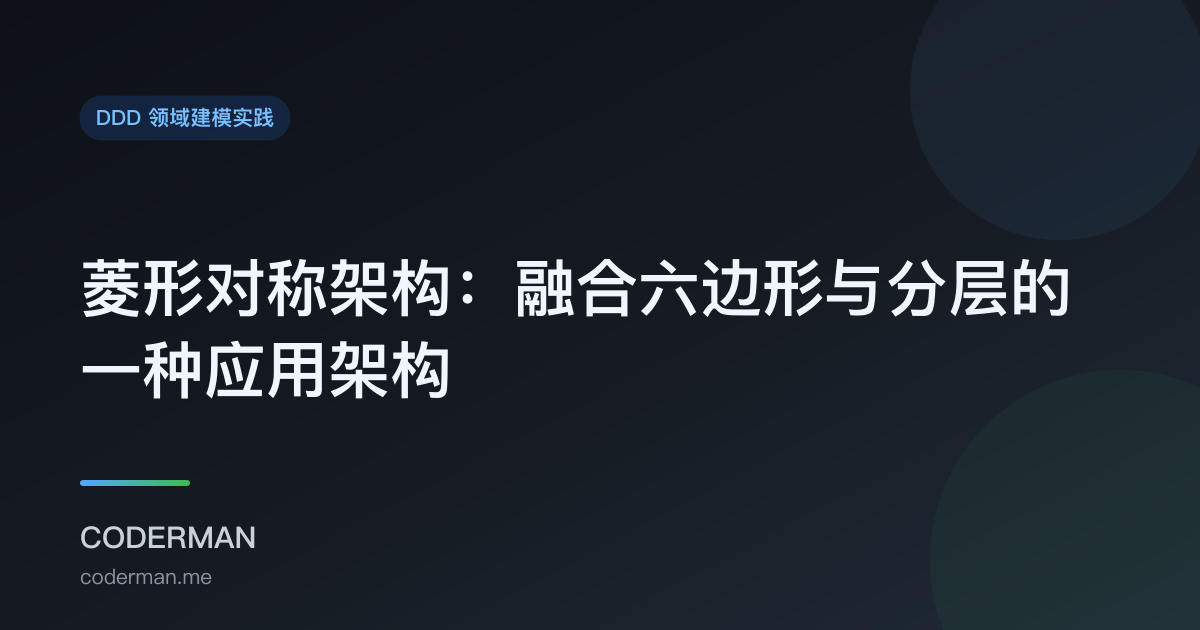 DDD 领域建模实践
菱形对称架构：融合六边形与分层的
一种应用架构
CODERMAN
coderman.me